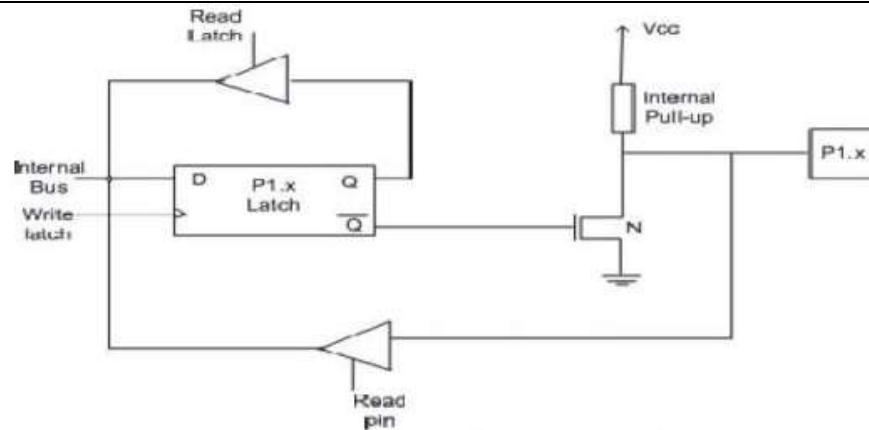 Read
Latch
Vcc
Internal
Pull-up
P1.x
Internal
Bus
D
P1.x
Latch
Q
Write
latch
Q
N
Read
pin